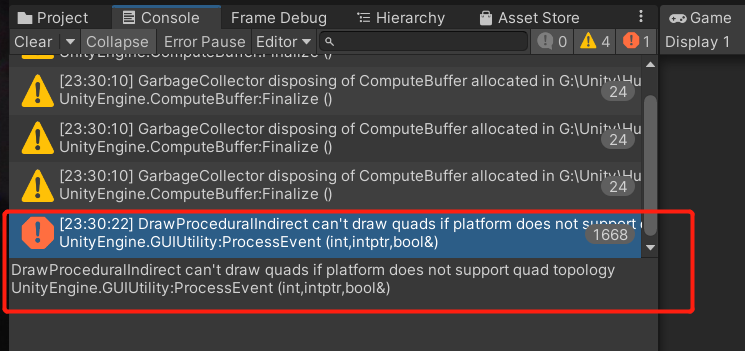 Project Console Frame Debug Hierarchy Asset Store Game
Clear Collapse Error Pause Editor 0 4 1 Display 1
[23:30:10] GarbageCollector disposing of ComputeBuffer allocated in G:\Unity\Hu
UnityEngine.ComputeBuffer:Finalize ()
24
[23:30:10] GarbageCollector disposing of ComputeBuffer allocated in G:\Unity\Hu
UnityEngine.ComputeBuffer:Finalize ()
24
[23:30:10] GarbageCollector disposing of ComputeBuffer allocated in G:\Unity\Hu
UnityEngine.ComputeBuffer:Finalize ()
24
[23:30:22] DrawProceduralIndirect can't draw quads if platform does not support
UnityEngine.GUIUtility:ProcessEvent (int,intptr,bool&)
1668
DrawProceduralIndirect can't draw quads if platform does not support quad topology
UnityEngine.GUIUtility:ProcessEvent (int,intptr,bool&)